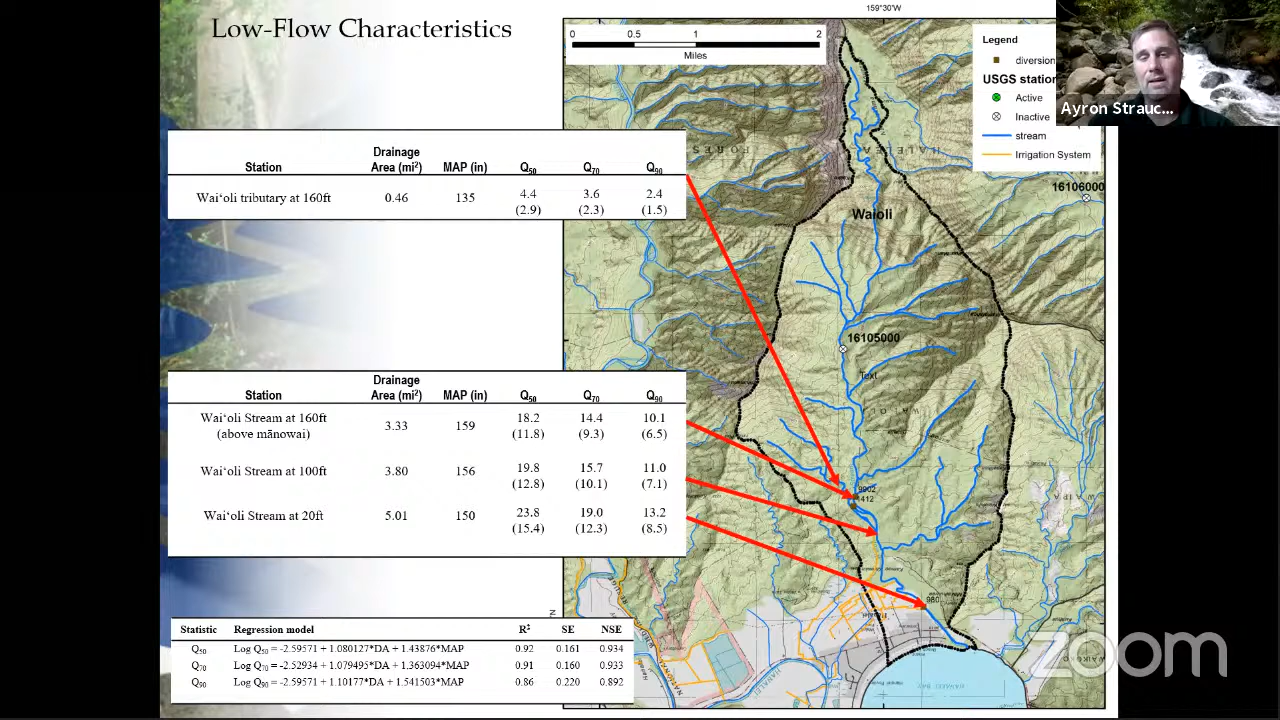 Low-Flow Characteristics
Station Drainage Area (mi²) MAP (in) Q50 Q70 Q90
Waiʻoli tributary at 160ft 0.46 135 4.4 (2.9) 3.6 (2.3) 2.4 (1.5)
Station Drainage Area (mi²) MAP (in) Q50 Q70 Q90
Waiʻoli Stream at 160ft (above mānowai) 3.33 159 18.2 (11.8) 14.4 (9.3) 10.1 (6.5)
Waiʻoli Stream at 100ft 3.80 156 19.8 (12.8) 15.7 (10.1) 11.0 (7.1)
Waiʻoli Stream at 20ft 5.01 150 23.8 (15.4) 19.0 (12.3) 13.2 (8.5)
Statistic Regression model R² SE NSE
Q50 Log Q50 = -2.59571 + 1.080127*DA + 1.43876*MAP 0.92 0.161 0.934
Q70 Log Q70 = -2.52934 + 1.079495*DA + 1.363094*MAP 0.91 0.160 0.933
Q90 Log Q90 = -2.59571 + 1.10177*DA + 1.541503*MAP 0.86 0.220 0.892
159°30'W
0 0.5 1 2
Miles
Legend
diversion
USGS station
Active
Inactive
stream
Irrigation System
Ayron Strauc...
16106000
Waioli
16105000
Text
980
N
zoom